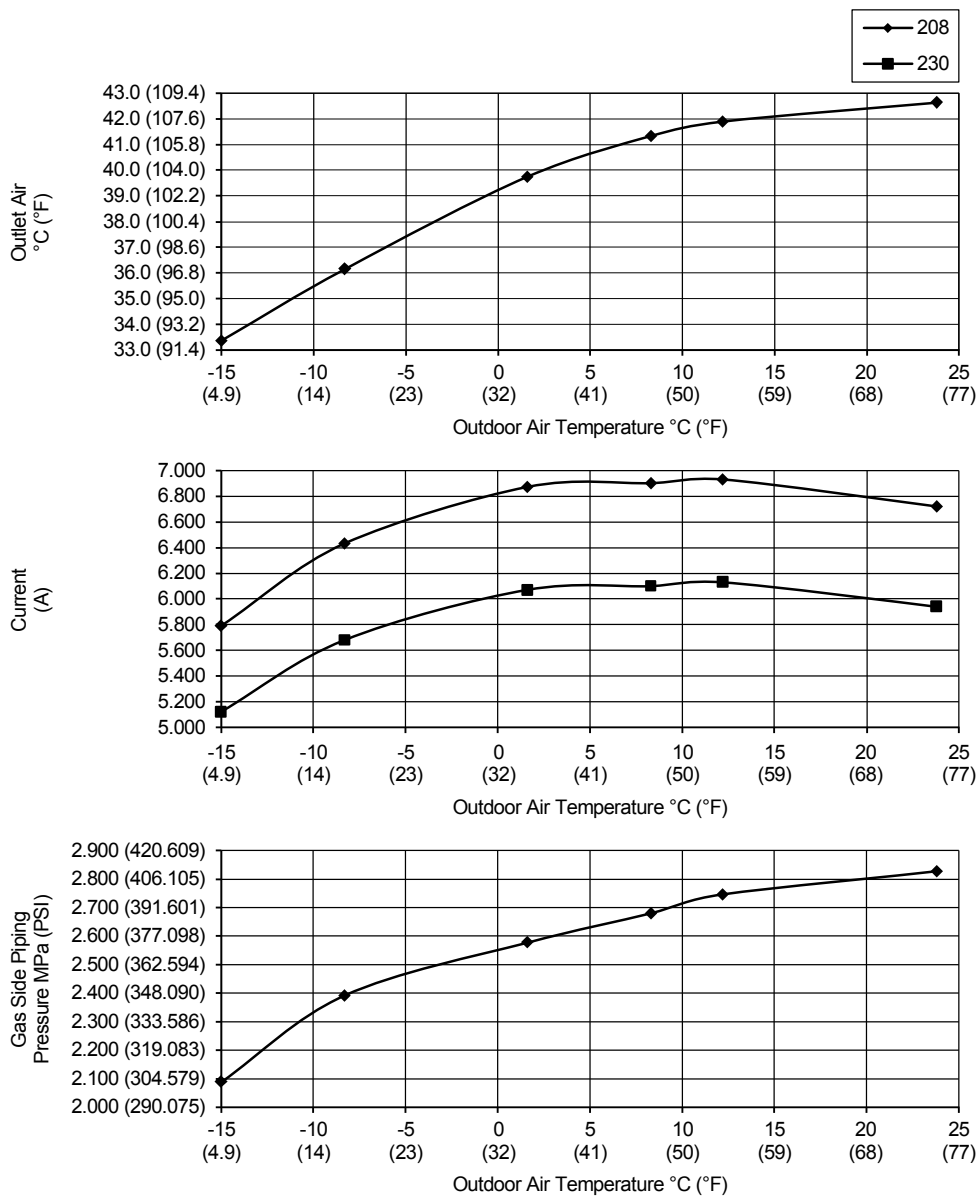 208
230
43.0 (109.4)
42.0 (107.6)
41.0 (105.8)
40.0 (104.0)
39.0 (102.2)
38.0 (100.4)
37.0 (98.6)
36.0 (96.8)
35.0 (95.0)
34.0 (93.2)
33.0 (91.4)
Outlet Air
°C (°F)
-15 -10 -5 0 5 10 15 20 25
(4.9) (14) (23) (32) (41) (50) (59) (68) (77)
Outdoor Air Temperature °C (°F)
7.000
6.800
6.600
6.400
6.200
6.000
5.800
5.600
5.400
5.200
5.000
Current
(A)
-15 -10 -5 0 5 10 15 20 25
(4.9) (14) (23) (32) (41) (50) (59) (68) (77)
Outdoor Air Temperature °C (°F)
2.900 (420.609)
2.800 (406.105)
2.700 (391.601)
2.600 (377.098)
2.500 (362.594)
2.400 (348.090)
2.300 (333.586)
2.200 (319.083)
2.100 (304.579)
2.000 (290.075)
Gas Side Piping
Pressure MPa (PSI)
-15 -10 -5 0 5 10 15 20 25
(4.9) (14) (23) (32) (41) (50) (59) (68) (77)
Outdoor Air Temperature °C (°F)